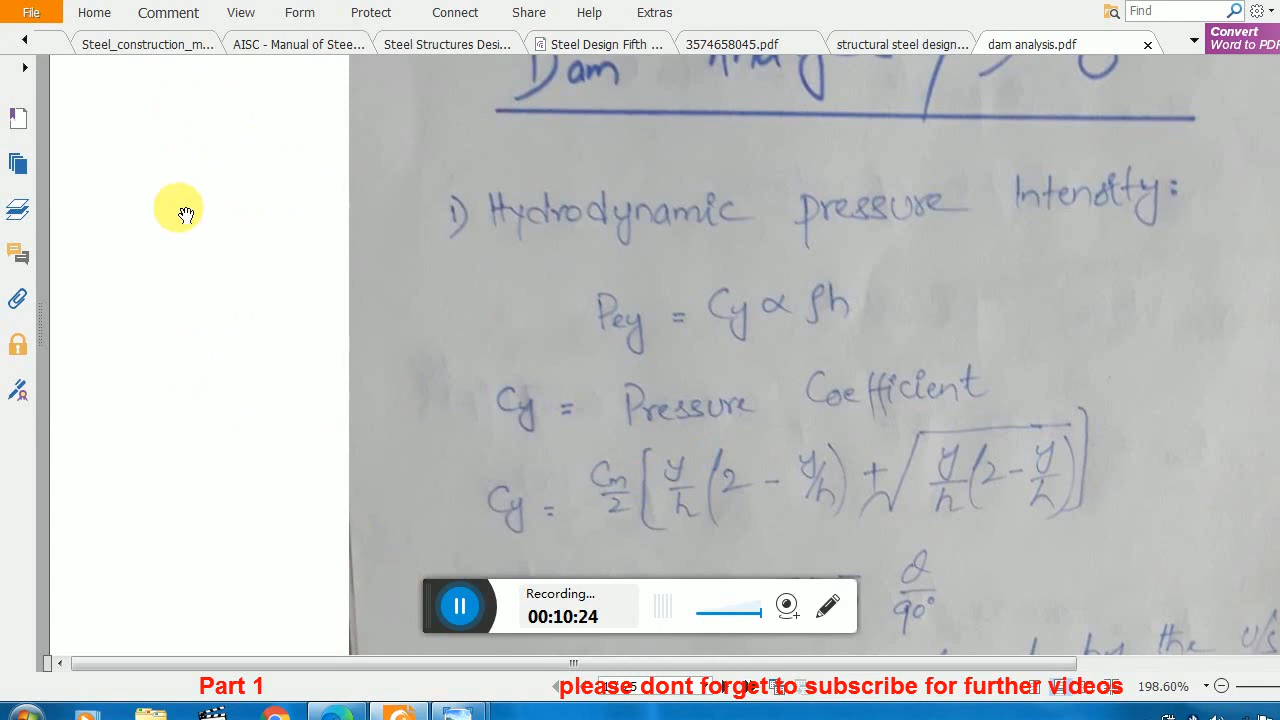 File Home Comment View Form Protect Connect Share Help Extras Find
Steel_construction_m... AISC - Manual of Stee... Steel Structures Desi... Steel Design Fifth ... 3574658045.pdf structural steel design... dam analysis.pdf
Convert
Word to PDF
Dam
1) Hydrodynamic pressure Intensity:
Pey = Cy ∝ ρh
Cy = Pressure Coefficient
Cy = Cm/2 [y/h (2 - y/h) + √(y/h (2 - y/h))]
∂/90°
by the u/s
Recording...
00:10:24
Part 1
please dont forget to subscribe for further videos
198.60%